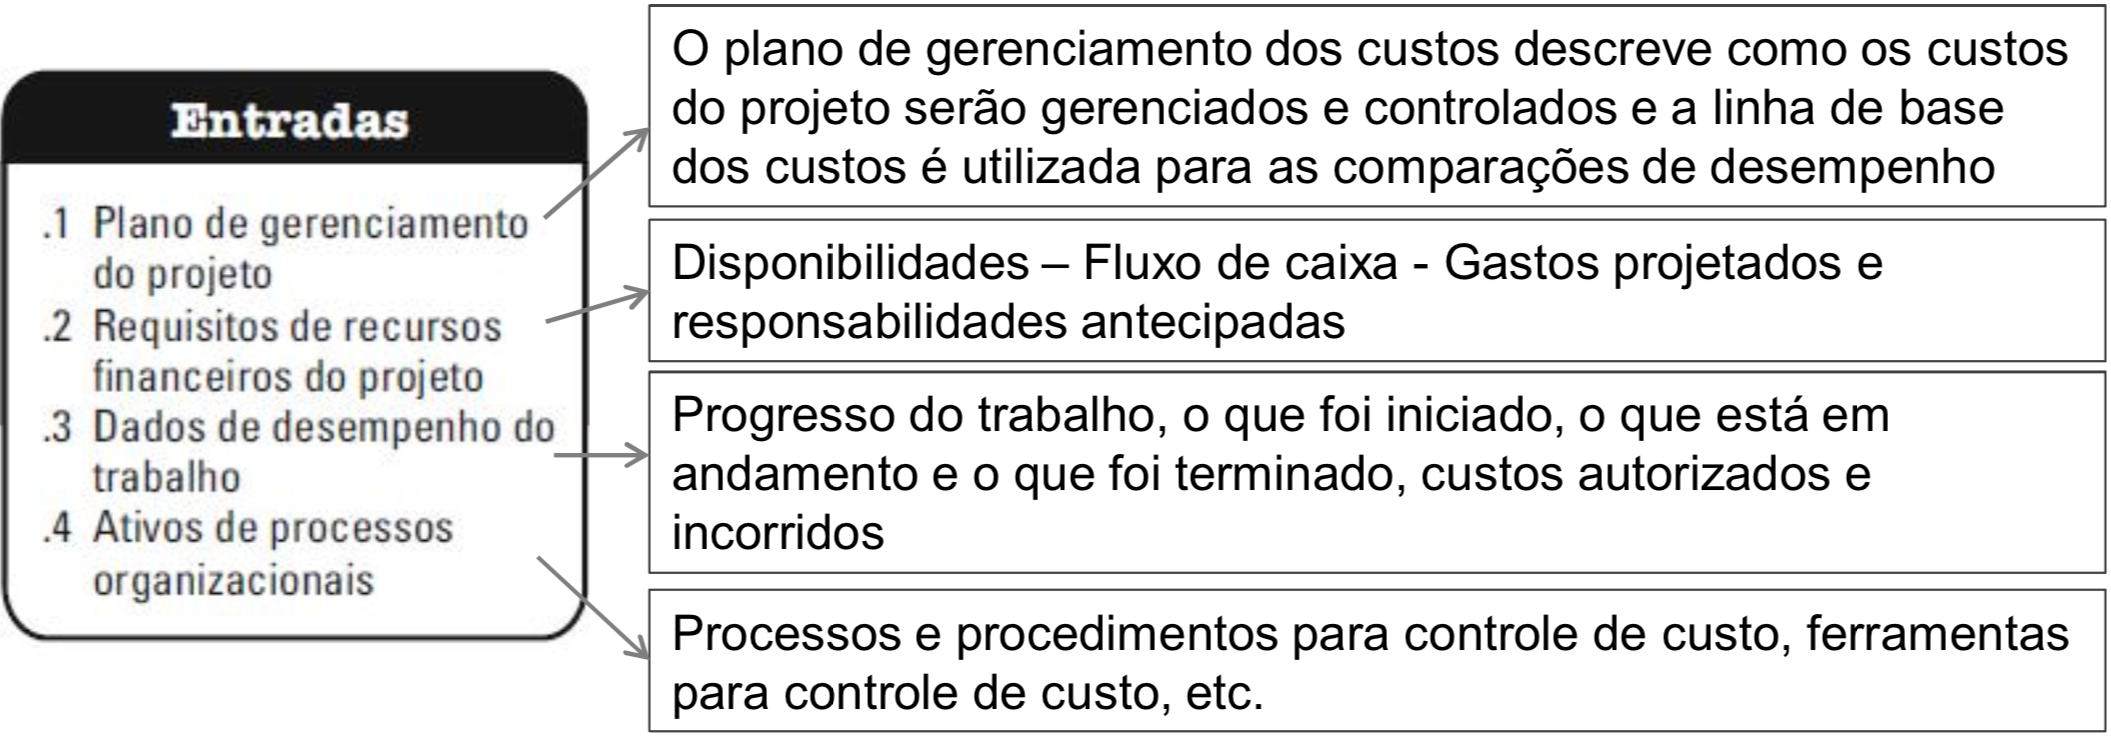 Entradas
.1 Plano de gerenciamento
do projeto
.2 Requisitos de recursos
financeiros do projeto
.3 Dados de desempenho do
trabalho
.4 Ativos de processos
organizacionais
O plano de gerenciamento dos custos descreve como os custos
do projeto serão gerenciados e controlados e a linha de base
dos custos é utilizada para as comparações de desempenho
Disponibilidades – Fluxo de caixa - Gastos projetados e
responsabilidades antecipadas
Progresso do trabalho, o que foi iniciado, o que está em
andamento e o que foi terminado, custos autorizados e
incorridos
Processos e procedimentos para controle de custo, ferramentas
para controle de custo, etc.